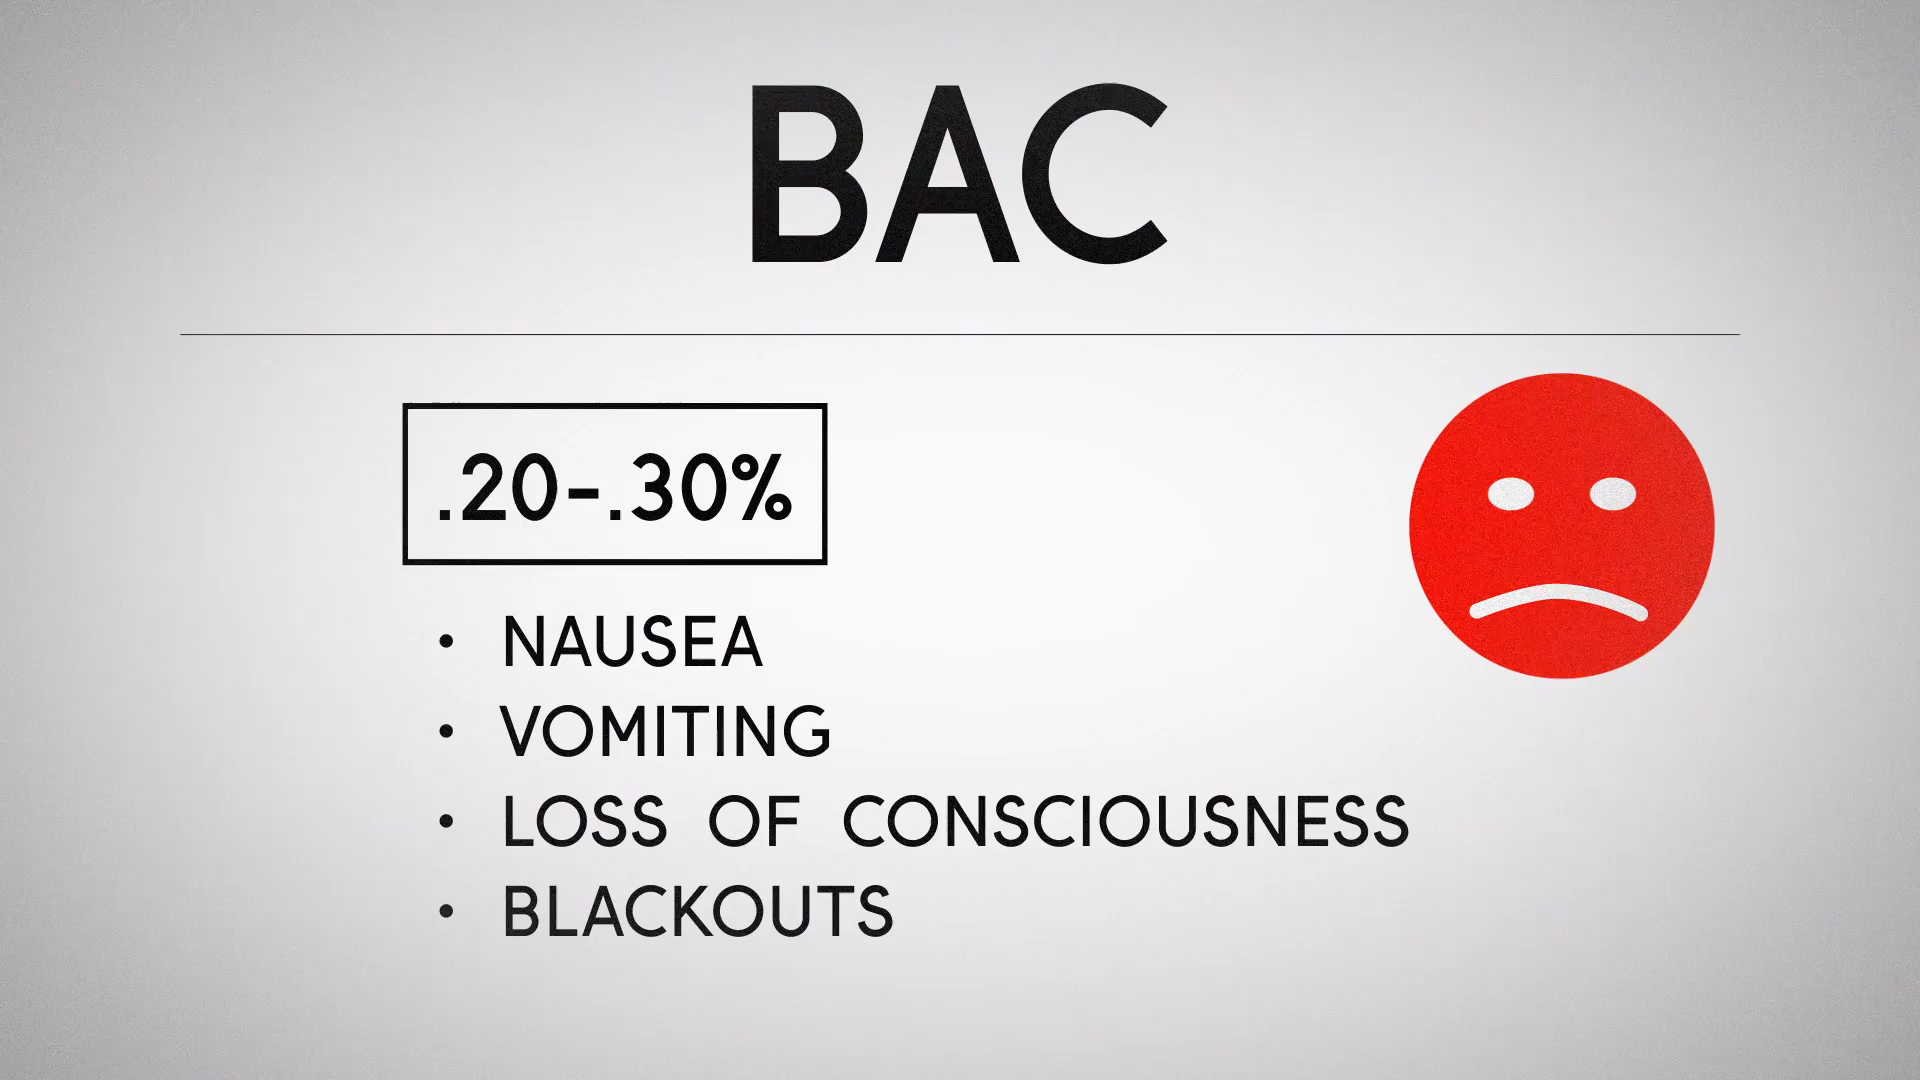 BAC
.20-.30%
• NAUSEA
• VOMITING
• LOSS OF CONSCIOUSNESS
• BLACKOUTS